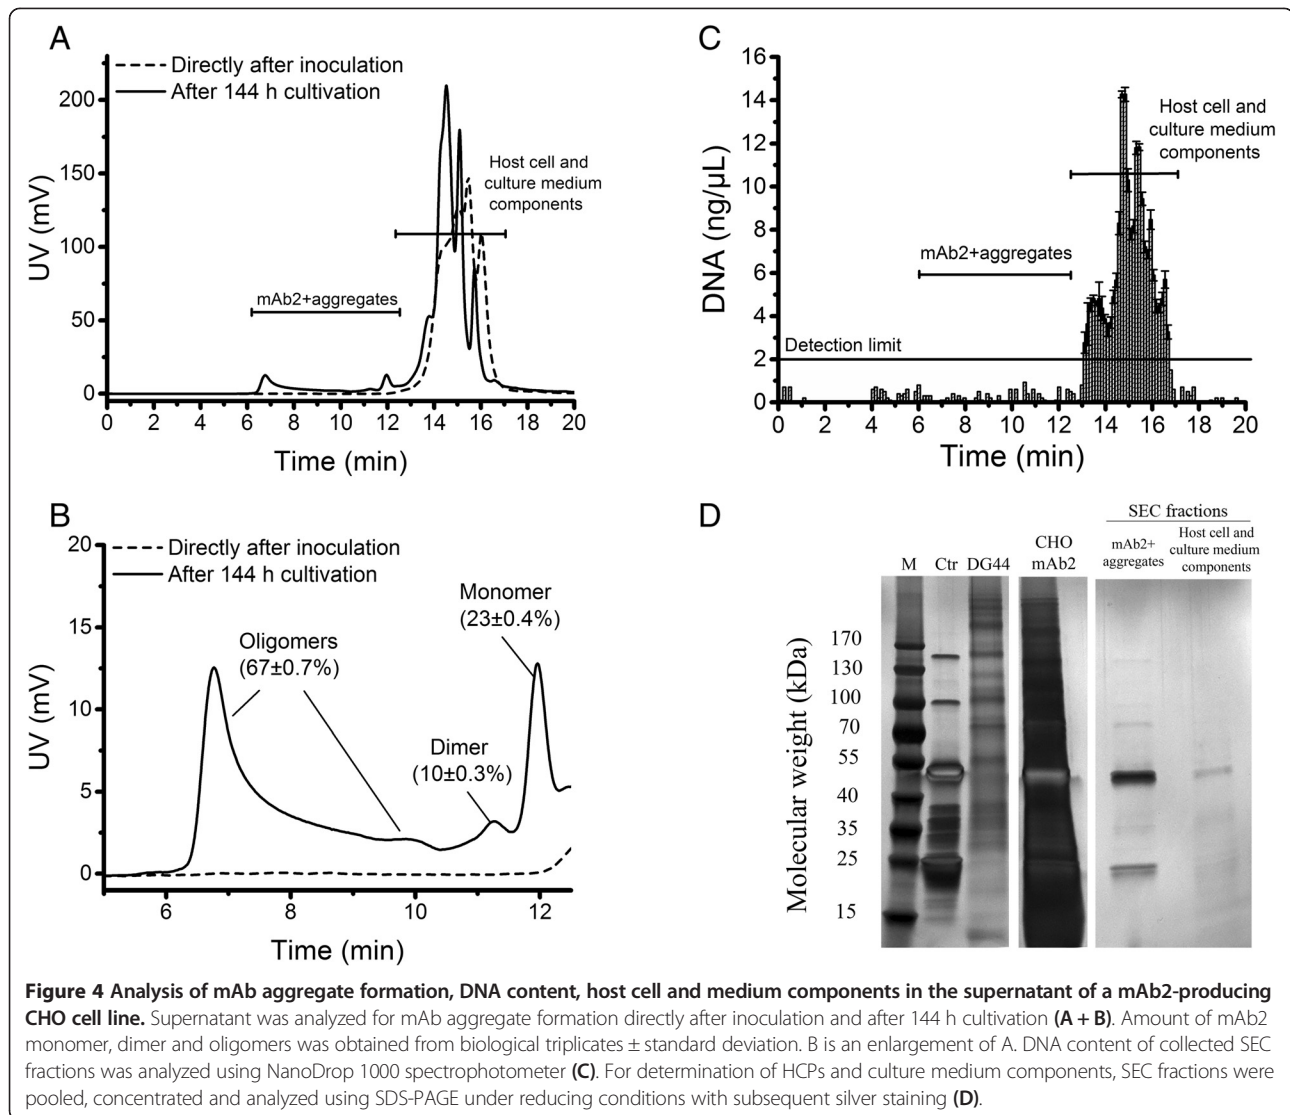 A
Directly after inoculation
After 144 h cultivation
200
150
100
50
0
UV (mV)
Host cell and
culture medium
components
mAb2+aggregates
0 2 4 6 8 10 12 14 16 18 20
Time (min)
C
16
14
12
10
8
6
4
2
0
DNA (ng/µL)
Host cell and
culture medium
components
mAb2+aggregates
Detection limit
0 2 4 6 8 10 12 14 16 18 20
Time (min)
B
20
15
10
5
0
UV (mV)
Directly after inoculation
After 144 h cultivation
Monomer
(23±0.4%)
Oligomers
(67±0.7%)
Dimer
(10±0.3%)
6 8 10 12
Time (min)
D
SEC fractions
M Ctr DG44
CHO
mAb2
mAb2+
aggregates
Host cell and
culture medium
components
Molecular weight (kDa)
170
130
100
70
55
40
35
25
15
Figure 4 Analysis of mAb aggregate formation, DNA content, host cell and medium components in the supernatant of a mAb2-producing
CHO cell line. Supernatant was analyzed for mAb aggregate formation directly after inoculation and after 144 h cultivation (A + B). Amount of mAb2
monomer, dimer and oligomers was obtained from biological triplicates ± standard deviation. B is an enlargement of A. DNA content of collected SEC
fractions was analyzed using NanoDrop 1000 spectrophotometer (C). For determination of HCPs and culture medium components, SEC fractions were
pooled, concentrated and analyzed using SDS-PAGE under reducing conditions with subsequent silver staining (D).